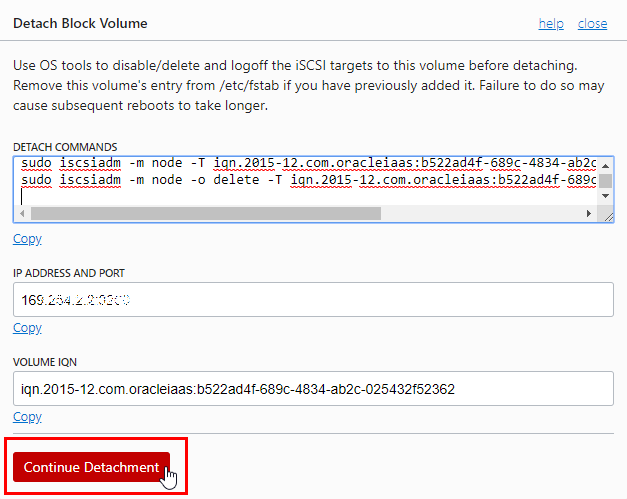 Detach Block Volume
help close
Use OS tools to disable/delete and logoff the iSCSI targets to this volume before detaching.
Remove this volume's entry from /etc/fstab if you have previously added it. Failure to do so may
cause subsequent reboots to take longer.
DETACH COMMANDS
sudo iscsiadm -m node -T iqn.2015-12.com.oracleiaas:b522ad4f-689c-4834-ab2c
sudo iscsiadm -m node -o delete -T iqn.2015-12.com.oracleiaas:b522ad4f-689c
Copy
IP ADDRESS AND PORT
Copy
VOLUME IQN
iqn.2015-12.com.oracleiaas:b522ad4f-689c-4834-ab2c-025432f52362
Copy
Continue Detachment